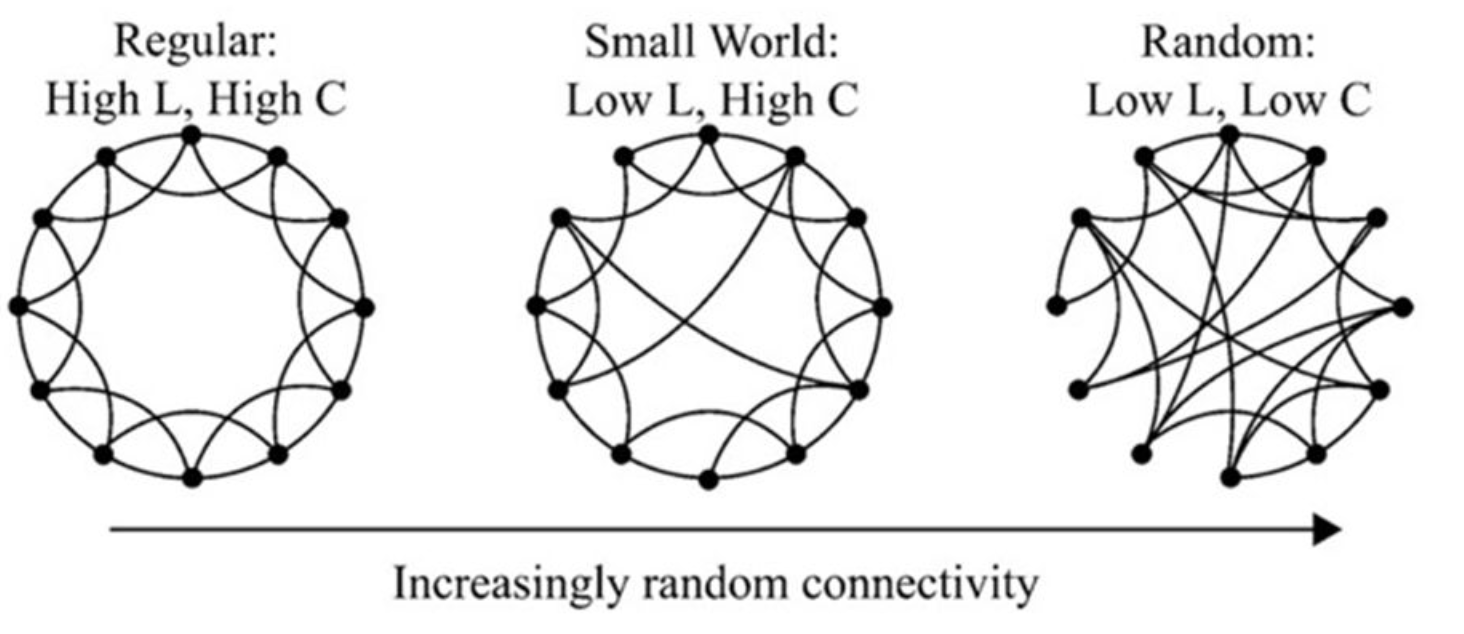 Regular:
High L, High C
Small World:
Low L, High C
Random:
Low L, Low C
Increasingly random connectivity